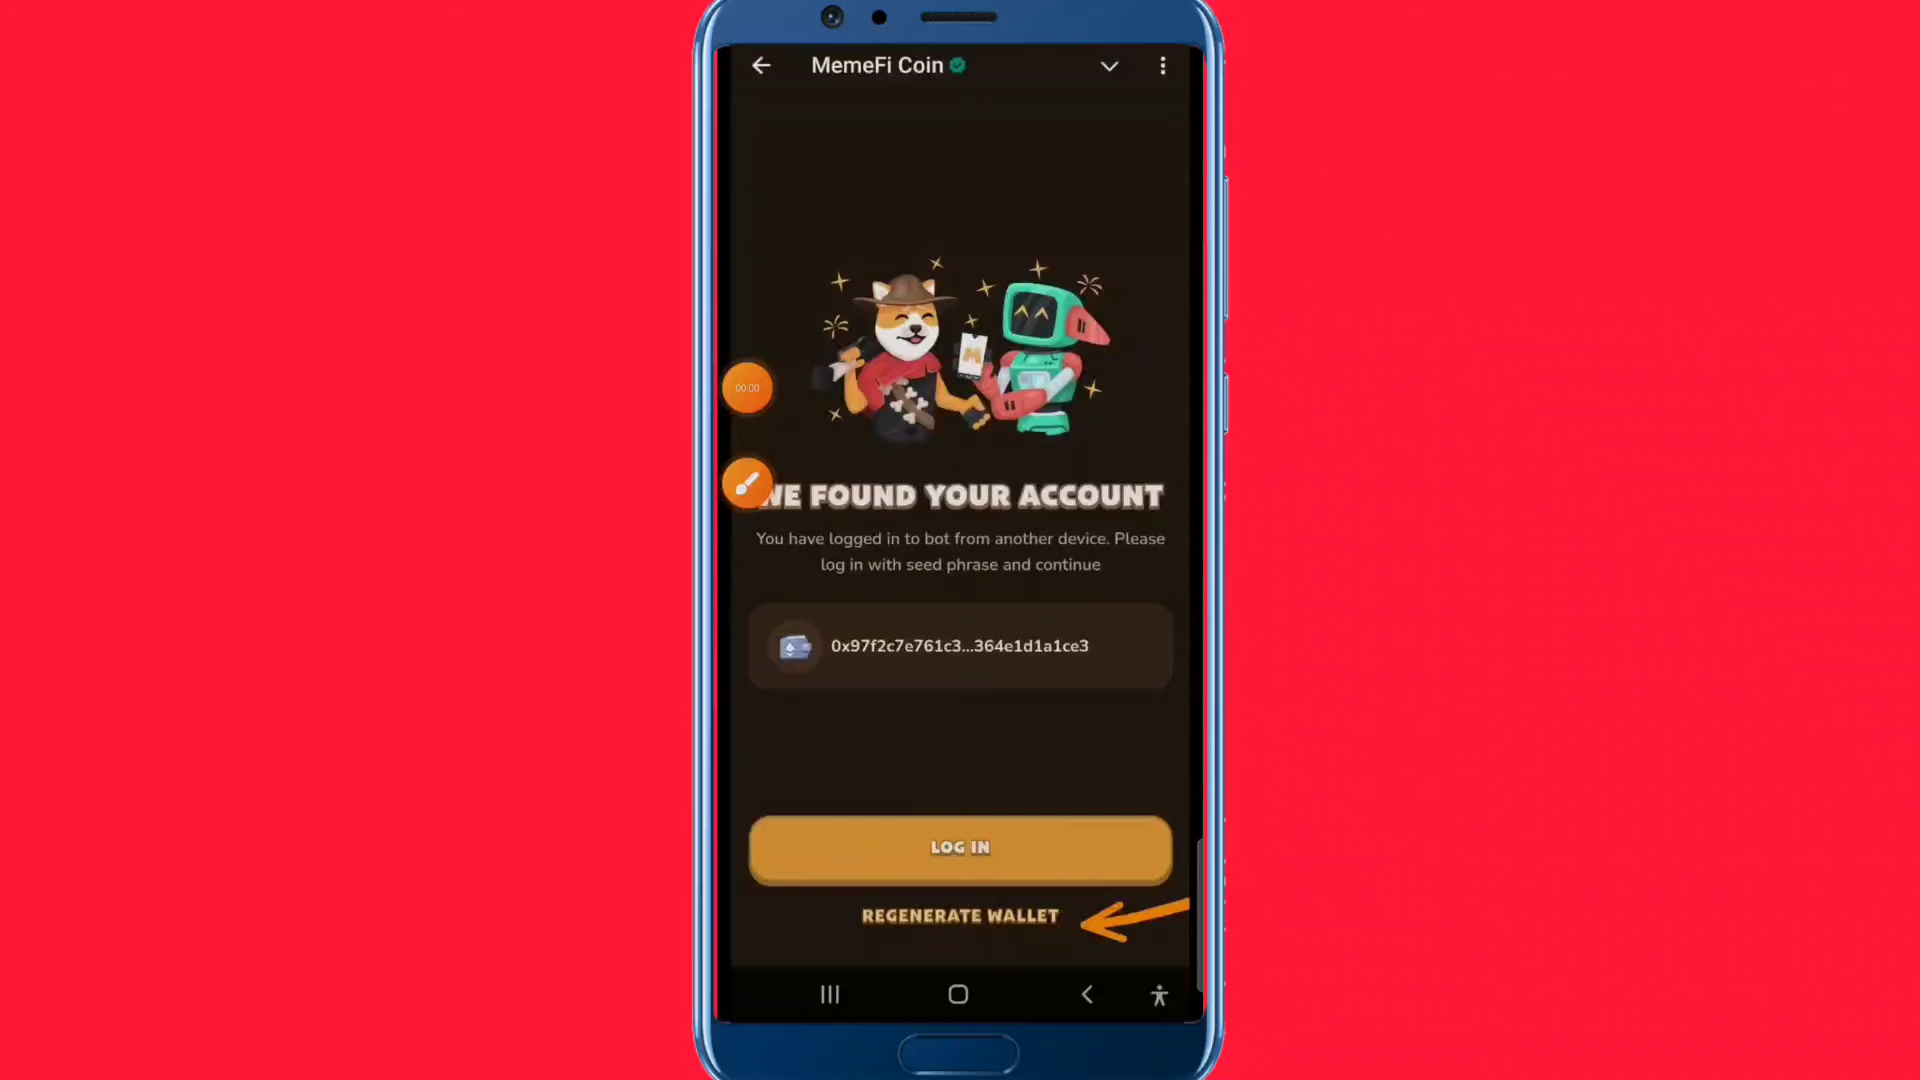 MemeFi Coin
00:00
WE FOUND YOUR ACCOUNT
You have logged in to bot from another device. Please
log in with seed phrase and continue
0x97f2c7e761c3...364e1d1a1ce3
LOG IN
REGENERATE WALLET